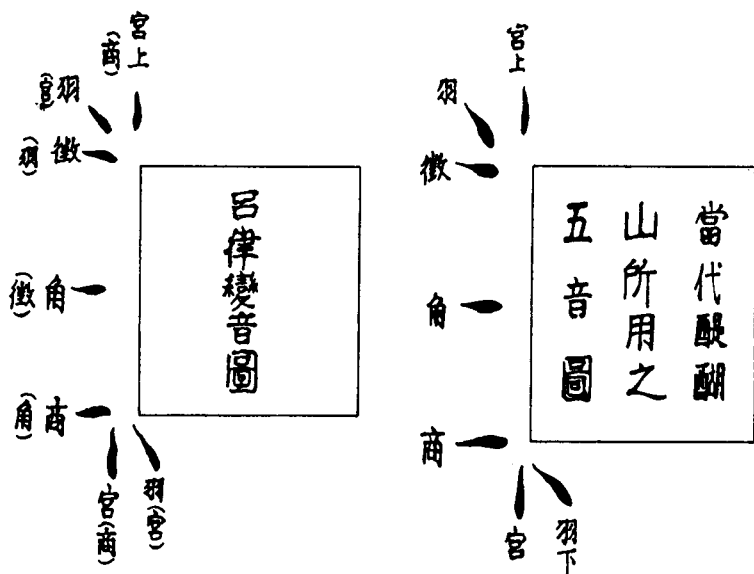 當代醍醐
山所用之
五音圖
宮上
羽
徵
角
商
宮
羽下
呂律變音圖
宮上(商)
羽(宮)
徵(羽)
角(徵)
商(角)
宮(商)
羽(宮)